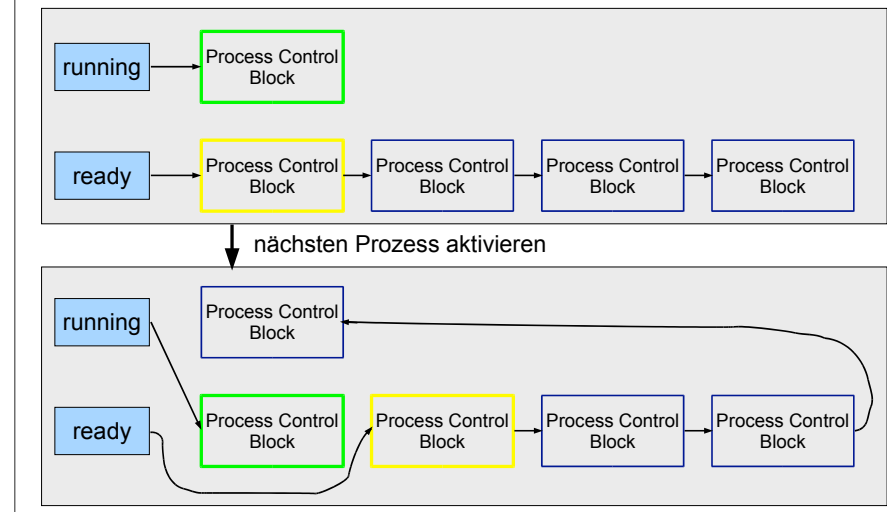 running
Process Control
Block
ready
Process Control
Block
Process Control
Block
Process Control
Block
Process Control
Block
nächsten Prozess aktivieren
running
Process Control
Block
ready
Process Control
Block
Process Control
Block
Process Control
Block
Process Control
Block